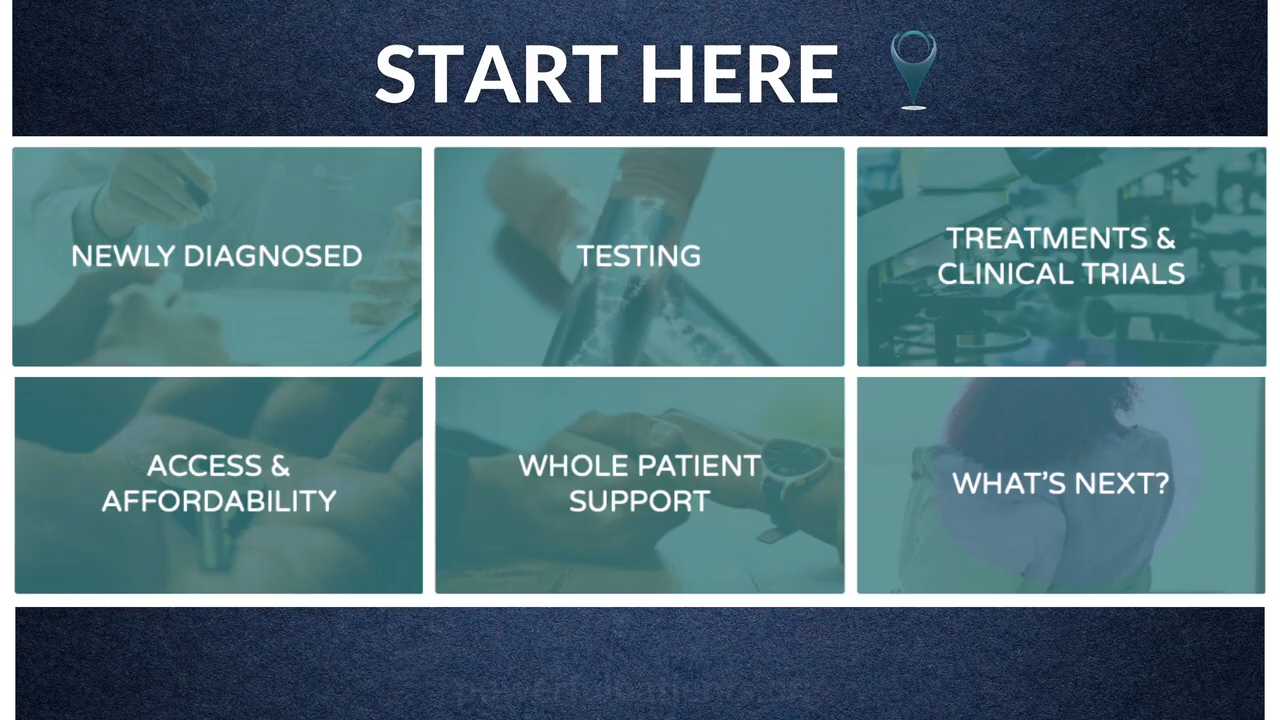 START HERE
NEWLY DIAGNOSED
TESTING
TREATMENTS &
CLINICAL TRIALS
ACCESS &
AFFORDABILITY
WHOLE PATIENT
SUPPORT
WHAT'S NEXT?